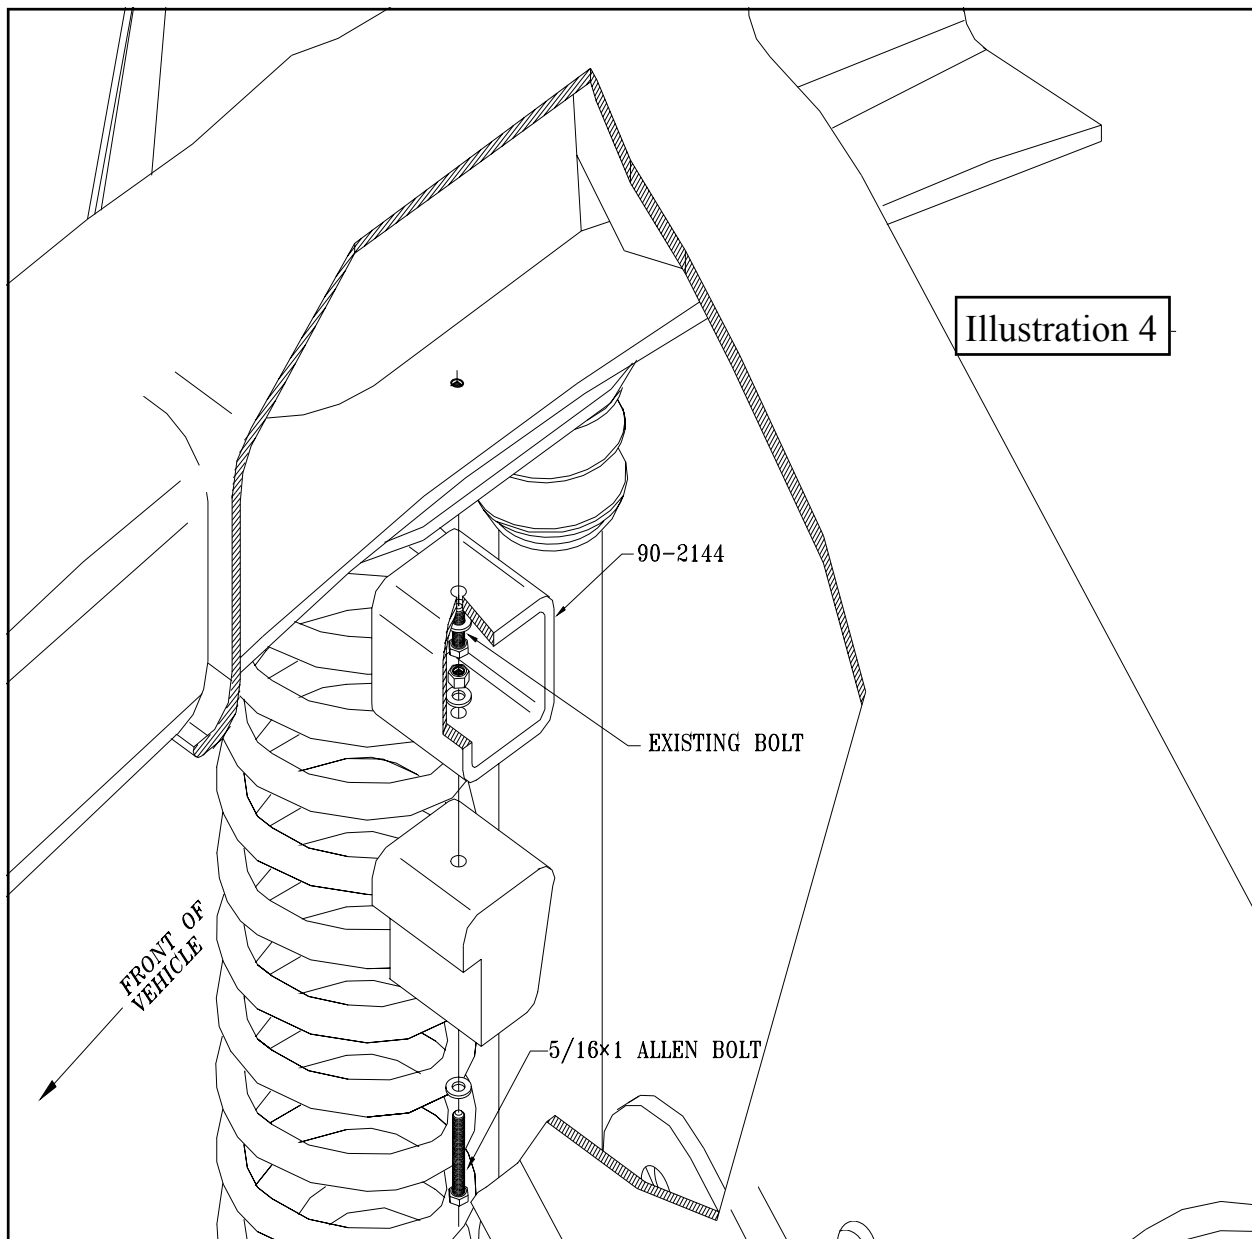 Illustration 4
90-2144
EXISTING BOLT
FRONT OF
VEHICLE
5/16×1 ALLEN BOLT